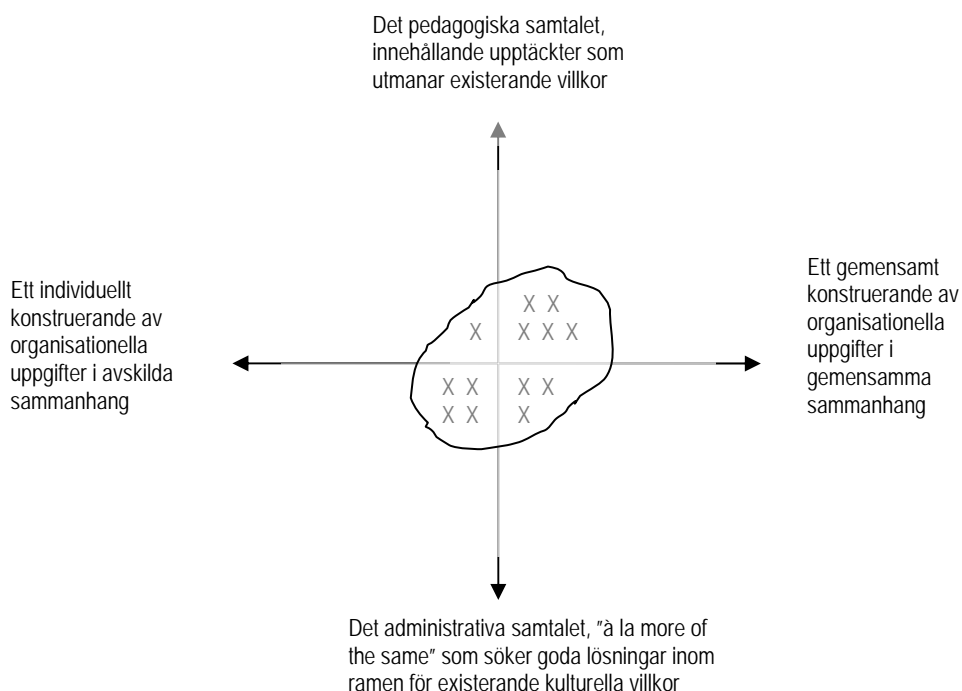 Det pedagogiska samtalet,
innehållande upptäckter som
utmanar existerande villkor
Ett individuellt
konstruerande av
organisationella
uppgifter i avskilda
sammanhang
X X
X X X X
X X X X
X X X
Ett gemensamt
konstruerande av
organisationella
uppgifter i
gemensamma
sammanhang
Det administrativa samtalet, "à la more of
the same" som söker goda lösningar inom
ramen för existerande kulturella villkor